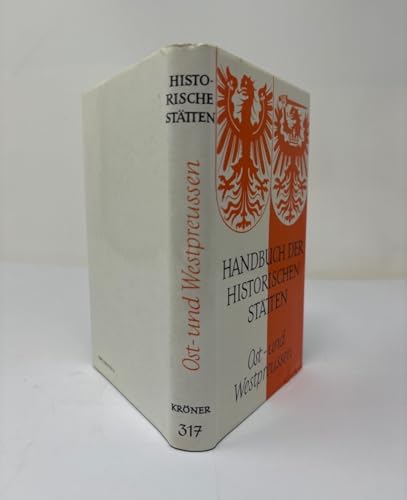 HISTO-
RISCHE
STÄTTEN
Ost- und Westpreussen
KRÖNER
317
HANDBUCH DER
HISTORISCHEN
STÄTTEN
Ost- und
Westpreussen